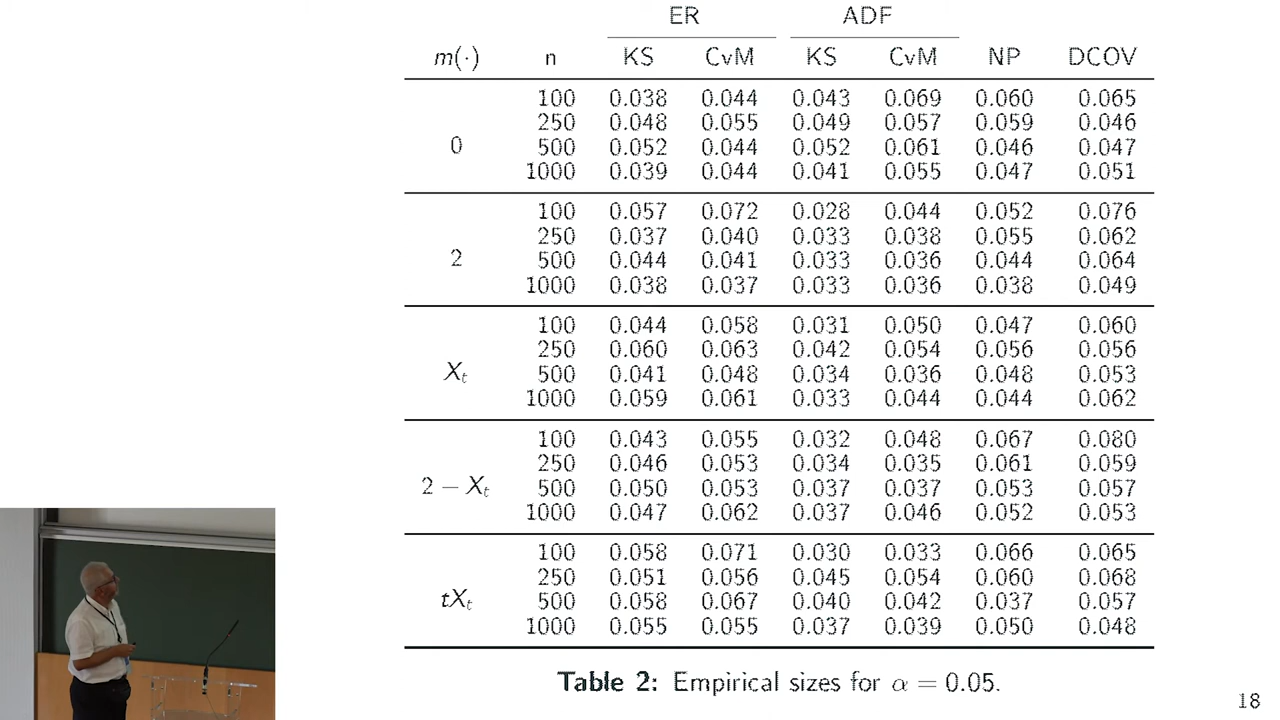 ER ADF
m(·) n KS CvM KS CvM NP DCOV
100 0.038 0.044 0.043 0.069 0.060 0.065
250 0.048 0.055 0.049 0.057 0.059 0.046
0 500 0.052 0.044 0.052 0.061 0.046 0.047
1000 0.039 0.044 0.041 0.055 0.047 0.051
100 0.057 0.072 0.028 0.044 0.052 0.076
250 0.037 0.040 0.033 0.038 0.055 0.062
2 500 0.044 0.041 0.033 0.036 0.044 0.064
1000 0.038 0.037 0.033 0.036 0.038 0.049
100 0.044 0.058 0.031 0.050 0.047 0.060
250 0.060 0.063 0.042 0.054 0.056 0.056
Xt 500 0.041 0.048 0.034 0.036 0.048 0.053
1000 0.059 0.061 0.033 0.044 0.044 0.062
100 0.043 0.055 0.032 0.048 0.067 0.080
250 0.046 0.053 0.034 0.035 0.061 0.059
2 − Xt 500 0.050 0.053 0.037 0.037 0.053 0.057
1000 0.047 0.062 0.037 0.046 0.052 0.053
100 0.058 0.071 0.030 0.033 0.066 0.065
250 0.051 0.056 0.045 0.054 0.060 0.068
tXt 500 0.058 0.067 0.040 0.042 0.037 0.057
1000 0.055 0.055 0.037 0.039 0.050 0.048
Table 2: Empirical sizes for α = 0.05.
18